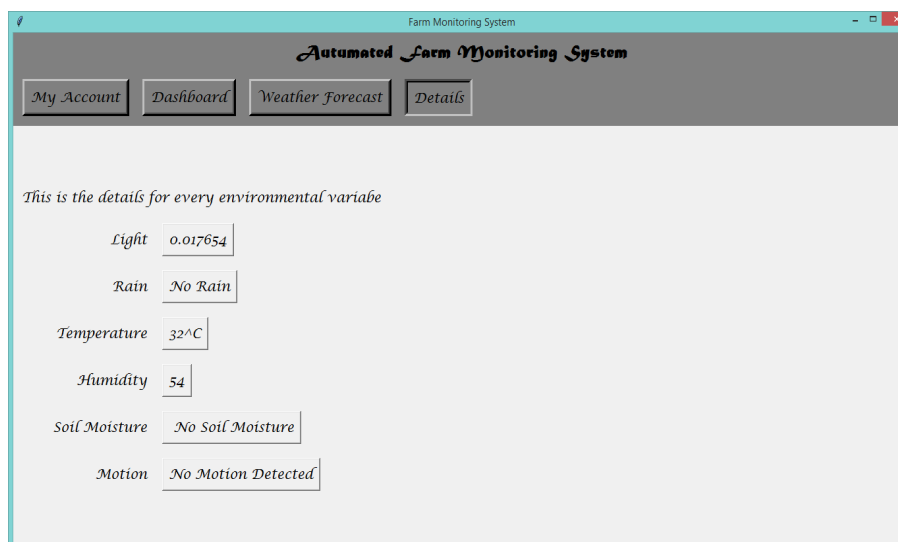 Farm Monitoring System
Autumated Farm Monitoring System
My Account Dashboard Weather Forecast Details
This is the details for every environmental variabe
Light 0.017654
Rain No Rain
Temperature 32^C
Humidity 54
Soil Moisture No Soil Moisture
Motion No Motion Detected